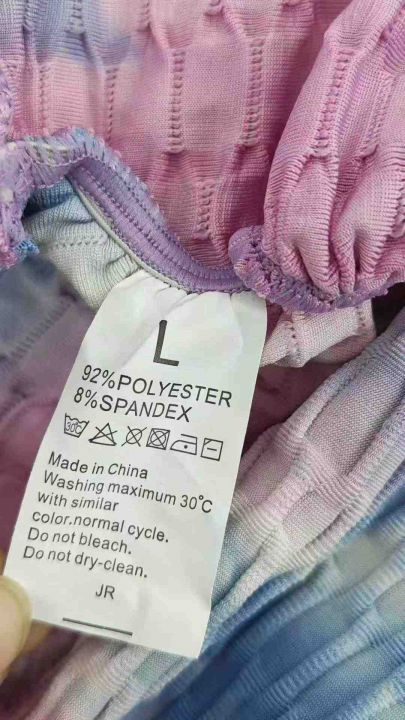 L
92%POLYESTER
8%SPANDEX
30°C
Made in China
Washing maximum 30°C
with similar
color.normal cycle.
Do not bleach.
Do not dry-clean.
JR